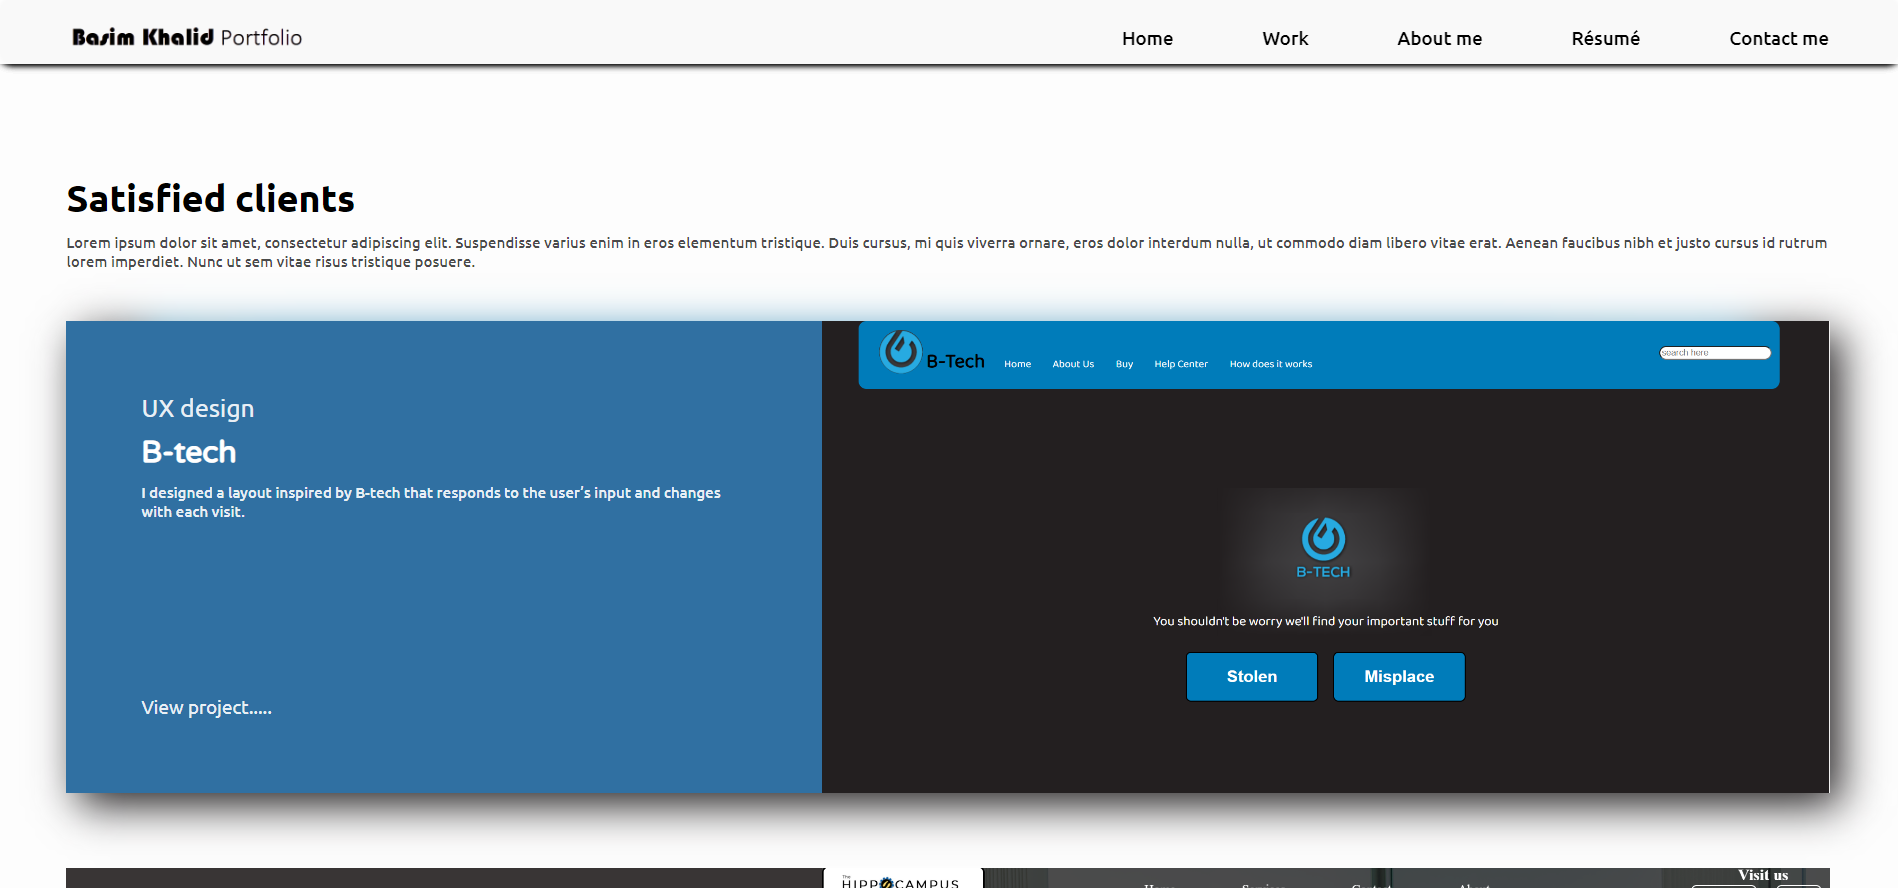 Basim Khalid Portfolio
Home Work About me Résumé Contact me
Satisfied clients
Lorem ipsum dolor sit amet, consectetur adipiscing elit. Suspendisse varius enim in eros elementum tristique. Duis cursus, mi quis viverra ornare, eros dolor interdum nulla, ut commodo diam libero vitae erat. Aenean faucibus nibh et justo cursus id rutrum
lorem imperdiet. Nunc ut sem vitae risus tristique posuere.
UX design
B-tech
I designed a layout inspired by B-tech that responds to the user's input and changes
with each visit.
View project.....
B-Tech Home About Us Buy Help Center How does it works search here
B-TECH
You shouldn't be worry we'll find your important stuff for you
Stolen Misplace
The
HIPPOCAMPUS
Home Services Contact About
Visit us